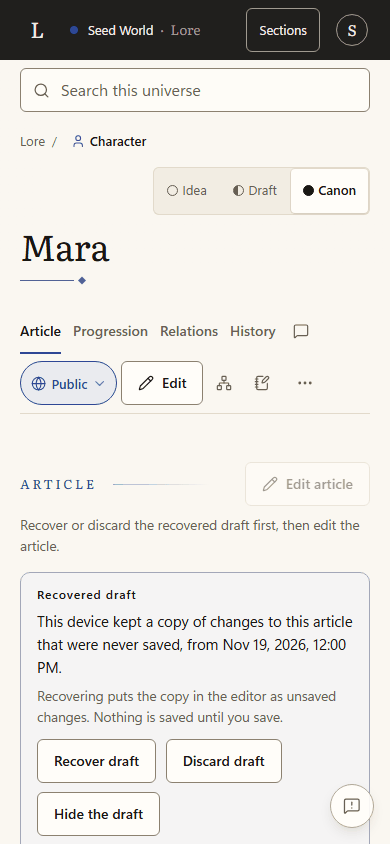 L
Seed World · Lore
Sections
S
Search this universe
Lore / Character
Idea
Draft
Canon
Mara
Article Progression Relations History
Public
Edit
ARTICLE
Edit article
Recover or discard the recovered draft first, then edit the
article.
Recovered draft
This device kept a copy of changes to this article
that were never saved, from Nov 19, 2026, 12:00
PM.
Recovering puts the copy in the editor as unsaved
changes. Nothing is saved until you save.
Recover draft
Discard draft
Hide the draft